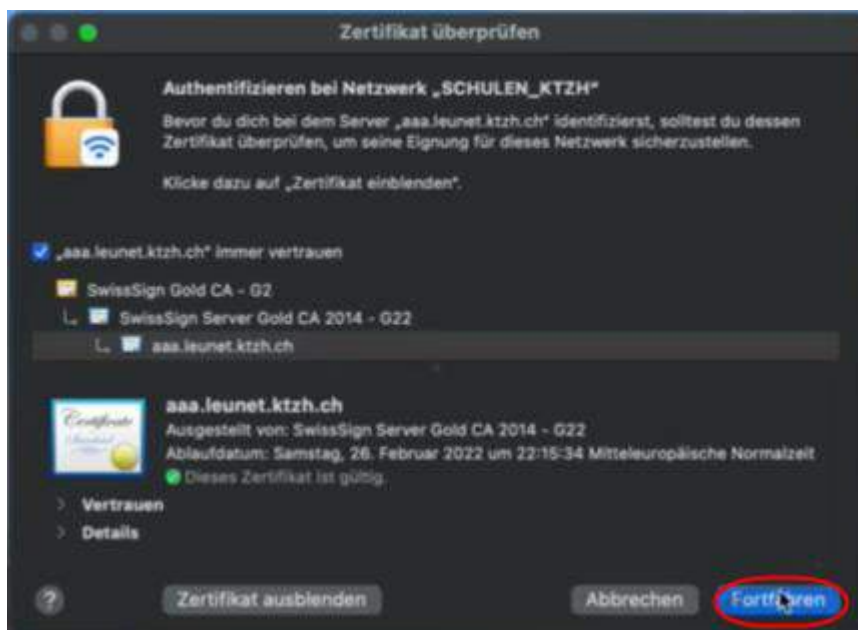 Zertifikat überprüfen
Authentifizieren bei Netzwerk „SCHULEN_KTZH“
Bevor du dich bei dem Server „aaa.leunet.ktzh.ch“ identifizierst, solltest du dessen
Zertifikat überprüfen, um seine Eignung für dieses Netzwerk sicherzustellen.
Klicke dazu auf „Zertifikat einblenden“.
„aaa.leunet.ktzh.ch“ immer vertrauen
SwissSign Gold CA - G2
SwissSign Server Gold CA 2014 - G22
aaa.leunet.ktzh.ch
Certificate
aaa.leunet.ktzh.ch
Ausgestellt von: SwissSign Server Gold CA 2014 - G22
Ablaufdatum: Samstag, 26. Februar 2022 um 22:15:34 Mitteleuropäische Normalzeit
Dieses Zertifikat ist gültig.
> Vertrauen
> Details
? Zertifikat ausblenden Abbrechen Fortfahren